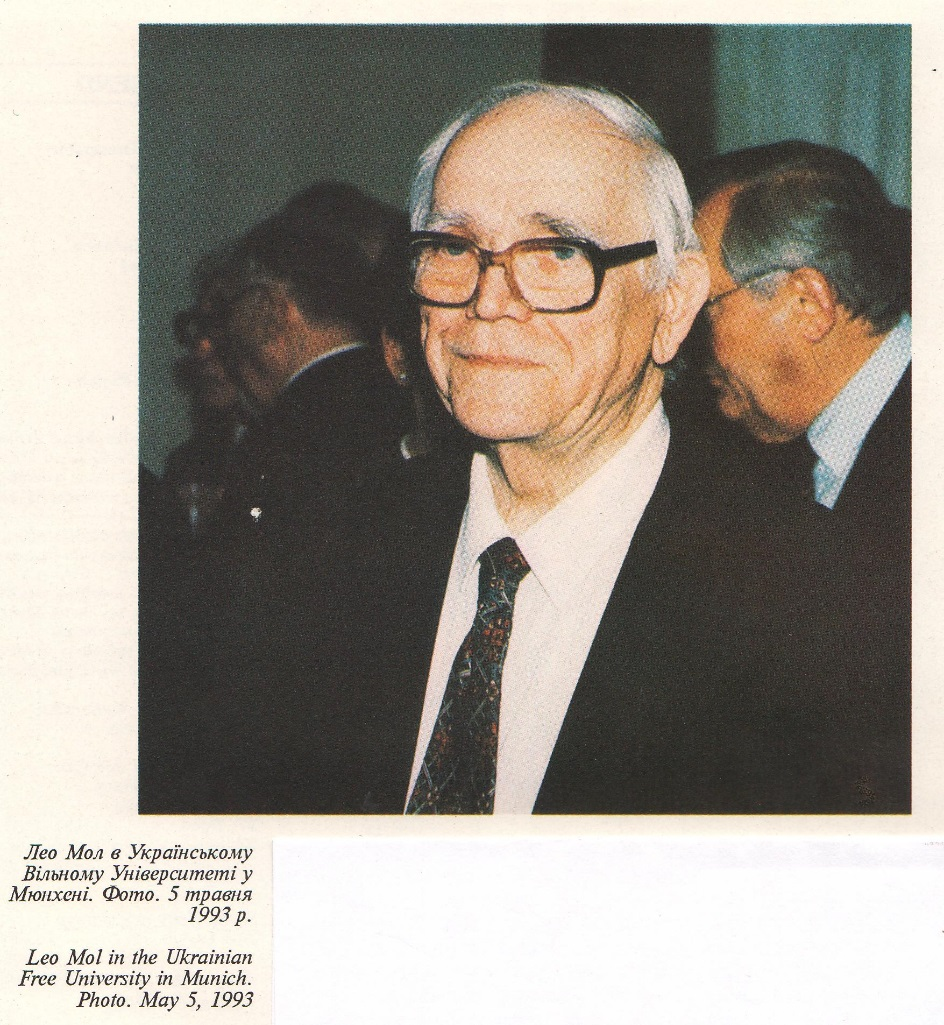 Лео Мол в Українському
Вільному Університеті у
Мюнхені. Фото. 5 травня
1993 р.
Leo Mol in the Ukrainian
Free University in Munich.
Photo. May 5, 1993